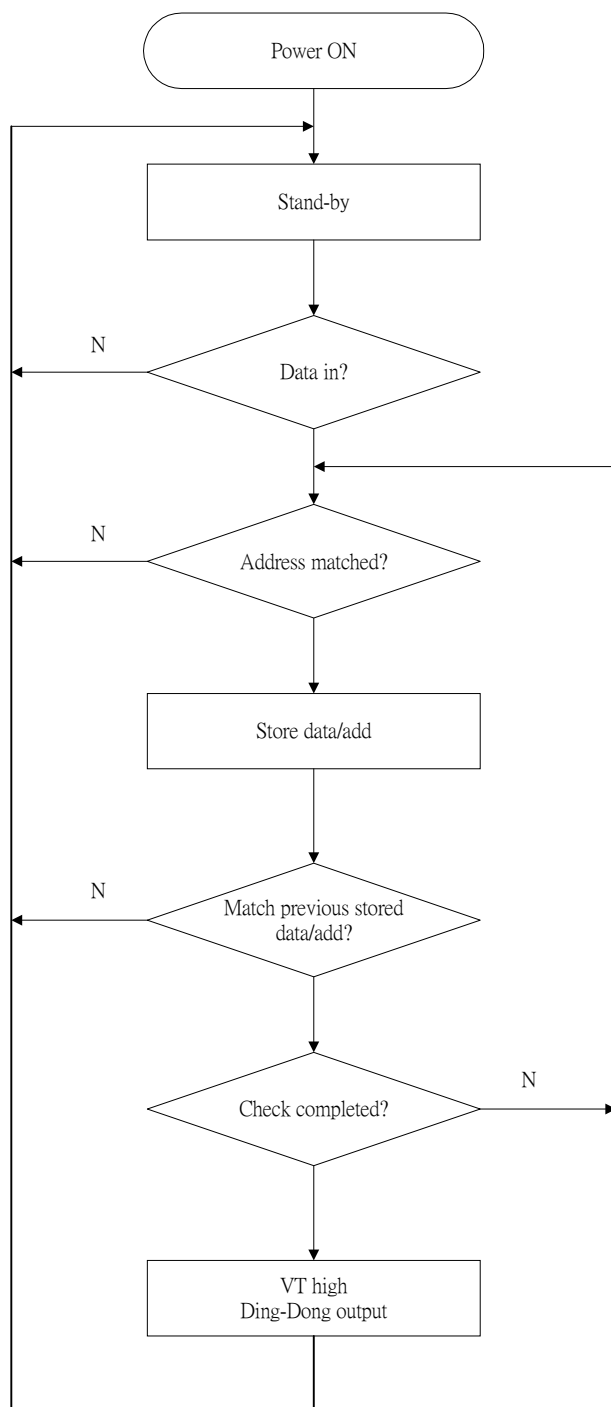 Power ON
Stand-by
N
Data in?
N
Address matched?
Store data/add
N
Match previous stored
data/add?
N
Check completed?
VT high
Ding-Dong output